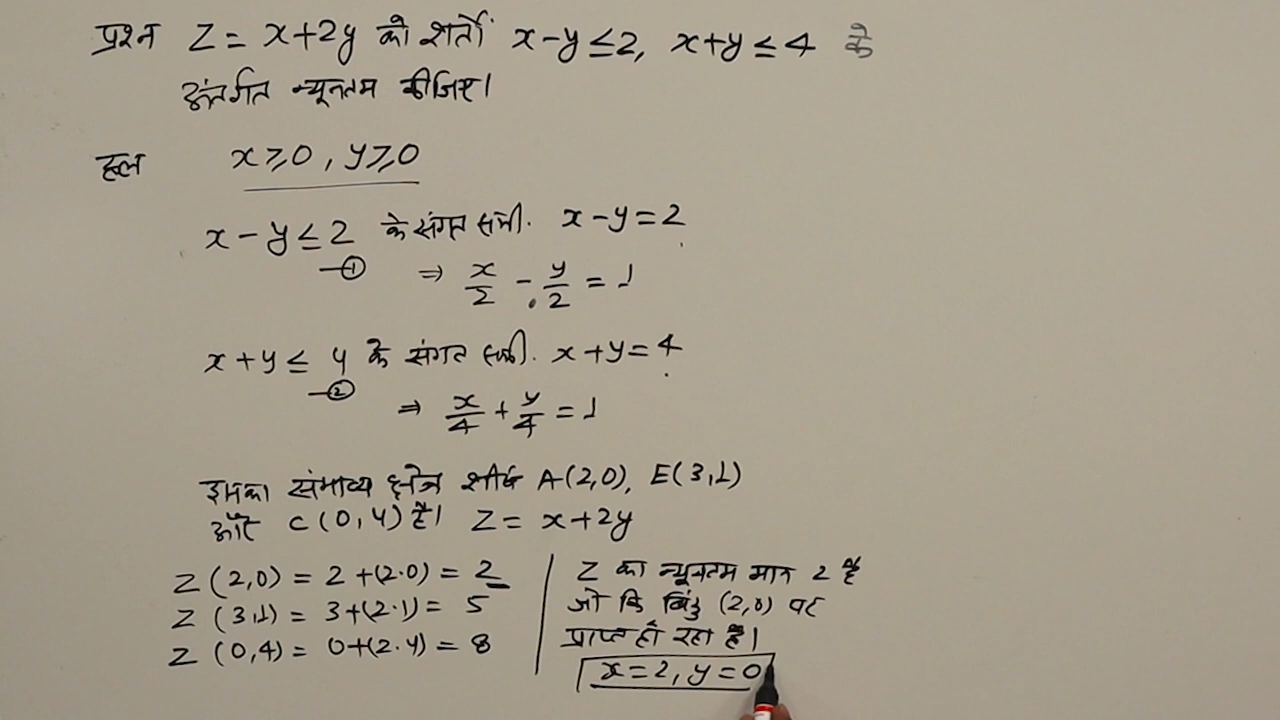 प्रश्न Z = x+2y को शर्तों x-y≤2, x+y≤4 के
अंतर्गत न्यूनतम कीजिए।
हल x≥0, y≥0
x-y≤2 के संगत समी. x-y=2
—①
⇒ x/2 - y/2 = 1
x+y≤4 के संगत समी. x+y=4
—②
⇒ x/4 + y/4 = 1
इसका संभाव्य क्षेत्र शीर्ष A(2,0), E(3,1)
और C(0,4) है। Z = x+2y
Z(2,0) = 2+(2·0) = 2
Z(3,1) = 3+(2·1) = 5
Z(0,4) = 0+(2·4) = 8
Z का न्यूनतम मान 2 है
जो कि बिंदु (2,0) पर
प्राप्त हो रहा है।
x=2, y=0